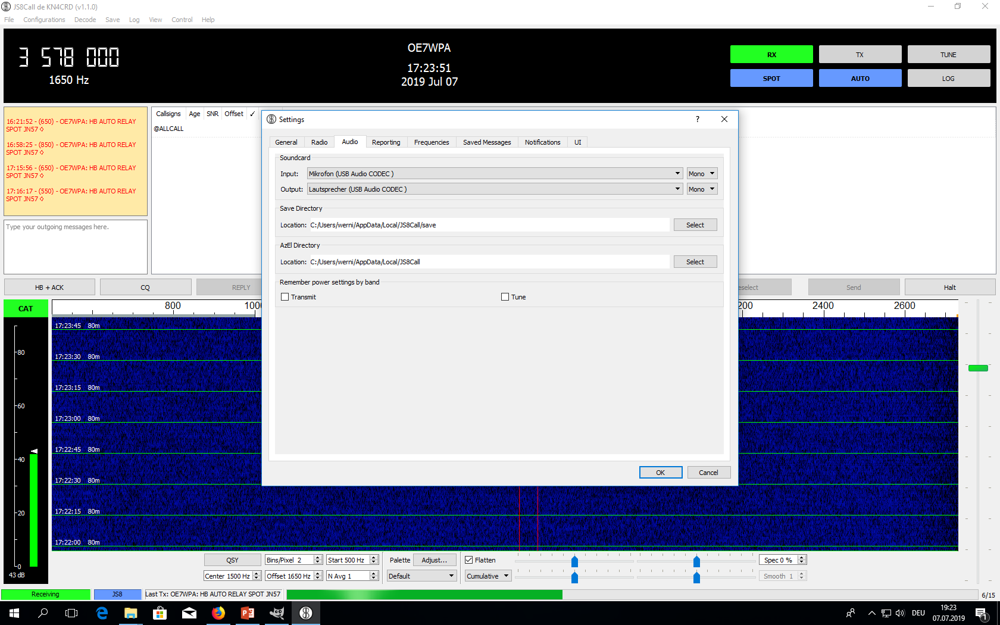 JS8Call de KN4CRD (v1.1.0)
File Configurations Decode Save Log View Control Help
3 578 000
1650 Hz
OE7WPA
17:23:51
2019 Jul 07
RX TX TUNE
SPOT AUTO LOG
16:21:52 - (650) - OE7WPA: HB AUTO RELAY
SPOT JN57 ◊
16:58:25 - (850) - OE7WPA: HB AUTO RELAY
SPOT JN57 ◊
17:15:56 - (650) - OE7WPA: HB AUTO RELAY
SPOT JN57 ◊
17:16:17 - (550) - OE7WPA: HB AUTO RELAY
SPOT JN57 ◊
Type your outgoing messages here.
Callsigns Age SNR Offset ✓
@ALLCALL
Settings
?
General Radio Audio Reporting Frequencies Saved Messages Notifications UI
Soundcard
Input: Mikrofon (USB Audio CODEC ) Mono
Output: Lautsprecher (USB Audio CODEC ) Mono
Save Directory
Location: C:/Users/werni/AppData/Local/JS8Call/save Select
AzEl Directory
Location: C:/Users/werni/AppData/Local/JS8Call Select
Remember power settings by band
Transmit Tune
OK Cancel
HB + ACK CQ REPLY eselect Send Halt
CAT
800 100 200 2400 2600
80
60
40
20
0
43 dB
17:23:45 80m
17:23:30 80m
17:23:15 80m
17:23:00 80m
17:22:45 80m
17:22:30 80m
17:22:15 80m
17:22:00 80m
QSY Bins/Pixel 2 Start 500 Hz Palette Adjust... Flatten Spec 0 %
Center 1500 Hz Offset 1650 Hz N Avg 1 Default Cumulative Smooth 1
Receiving JS8 Last Tx: OE7WPA: HB AUTO RELAY SPOT JN57 6/15
DEU
19:23
07.07.2019
1